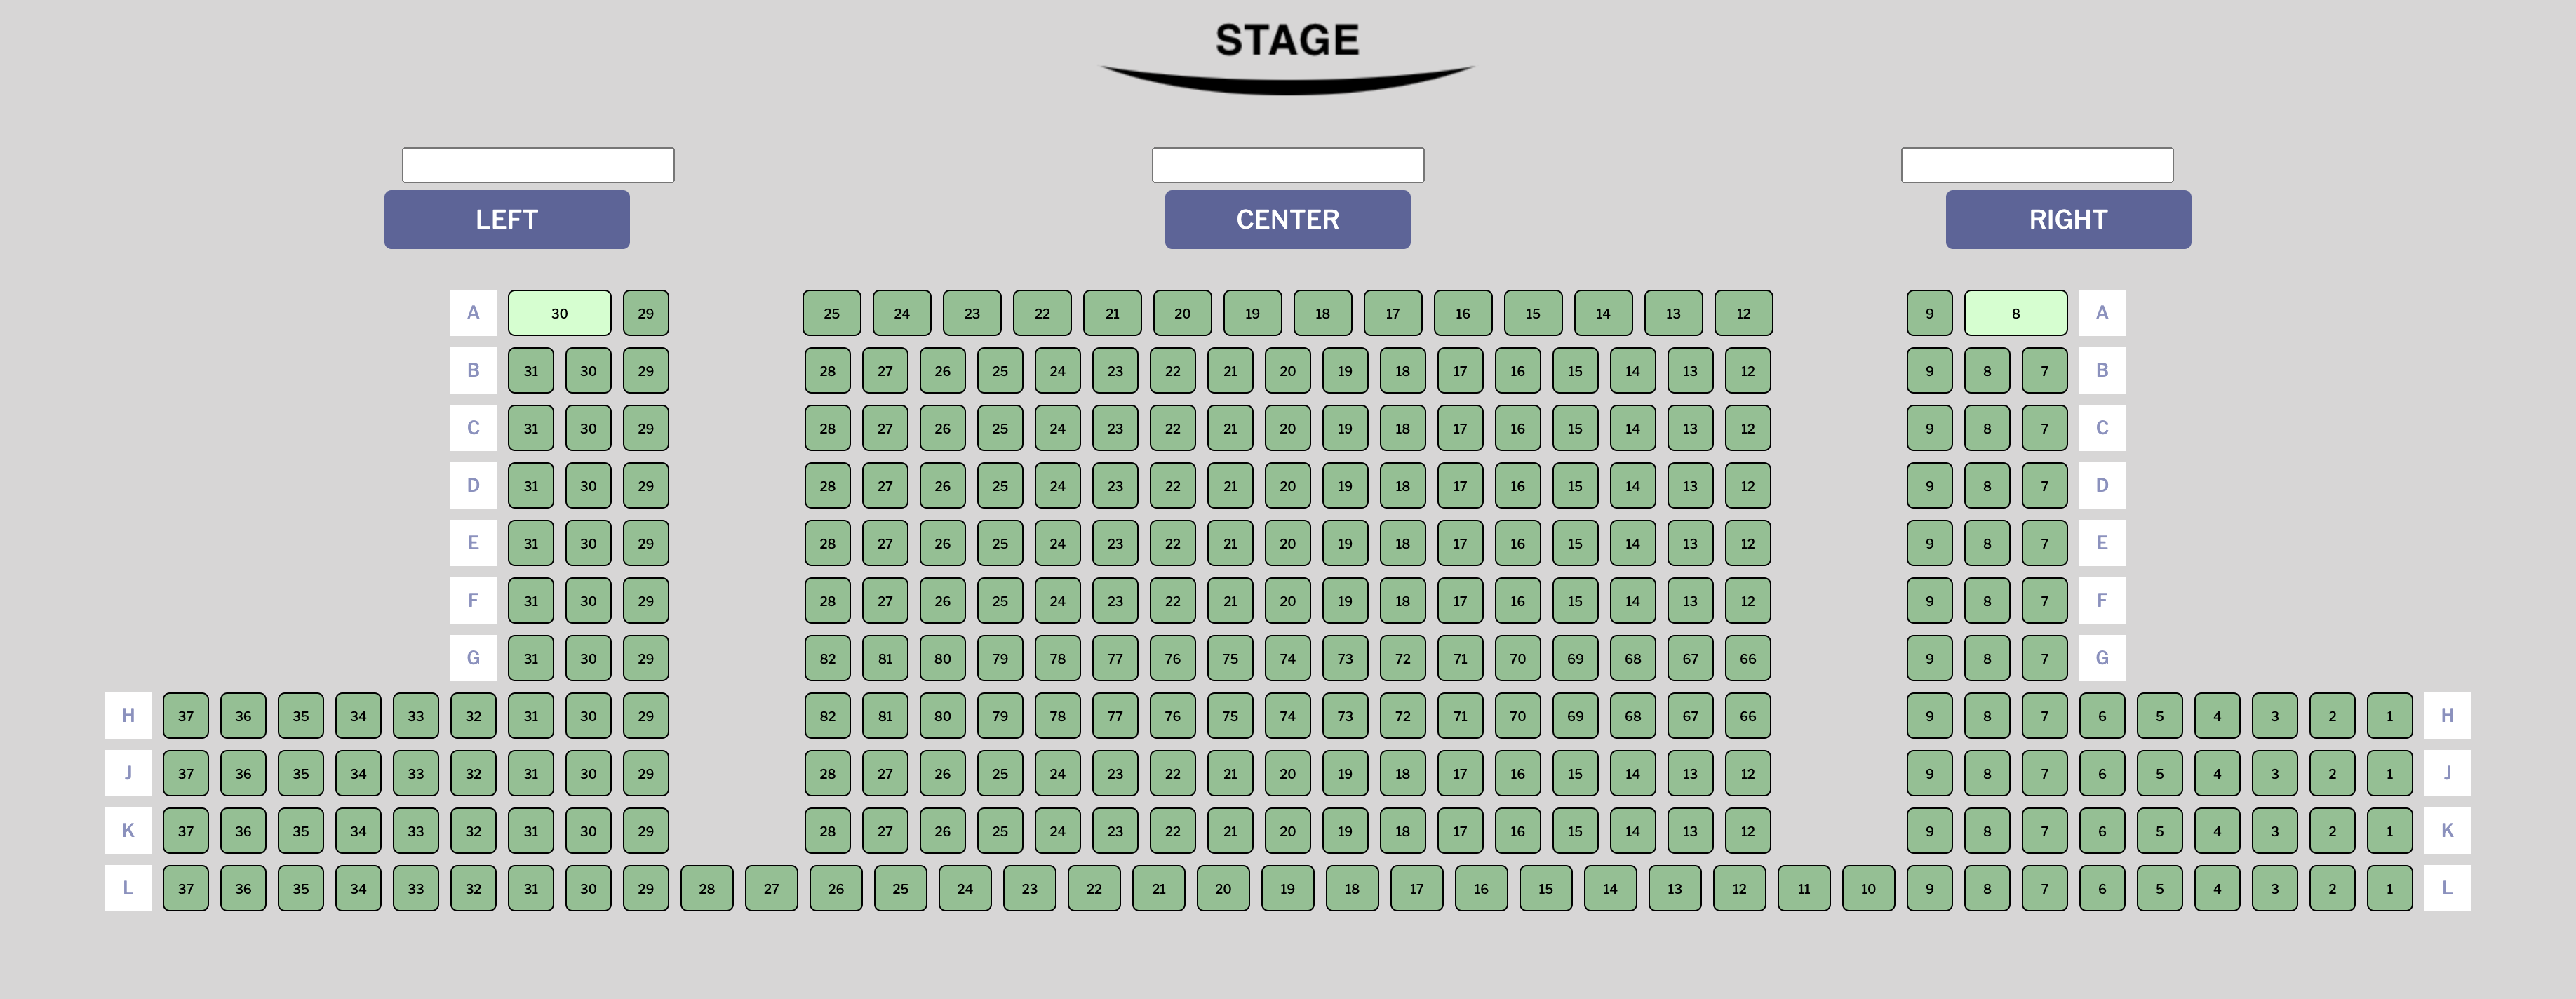 STAGE
LEFT CENTER RIGHT
A 30 29 25 24 23 22 21 20 19 18 17 16 15 14 13 12 9 8 A
B 31 30 29 28 27 26 25 24 23 22 21 20 19 18 17 16 15 14 13 12 9 8 7 B
C 31 30 29 28 27 26 25 24 23 22 21 20 19 18 17 16 15 14 13 12 9 8 7 C
D 31 30 29 28 27 26 25 24 23 22 21 20 19 18 17 16 15 14 13 12 9 8 7 D
E 31 30 29 28 27 26 25 24 23 22 21 20 19 18 17 16 15 14 13 12 9 8 7 E
F 31 30 29 28 27 26 25 24 23 22 21 20 19 18 17 16 15 14 13 12 9 8 7 F
G 31 30 29 82 81 80 79 78 77 76 75 74 73 72 71 70 69 68 67 66 9 8 7 G
H 37 36 35 34 33 32 31 30 29 82 81 80 79 78 77 76 75 74 73 72 71 70 69 68 67 66 9 8 7 6 5 4 3 2 1 H
J 37 36 35 34 33 32 31 30 29 28 27 26 25 24 23 22 21 20 19 18 17 16 15 14 13 12 9 8 7 6 5 4 3 2 1 J
K 37 36 35 34 33 32 31 30 29 28 27 26 25 24 23 22 21 20 19 18 17 16 15 14 13 12 9 8 7 6 5 4 3 2 1 K
L 37 36 35 34 33 32 31 30 29 28 27 26 25 24 23 22 21 20 19 18 17 16 15 14 13 12 11 10 9 8 7 6 5 4 3 2 1 L